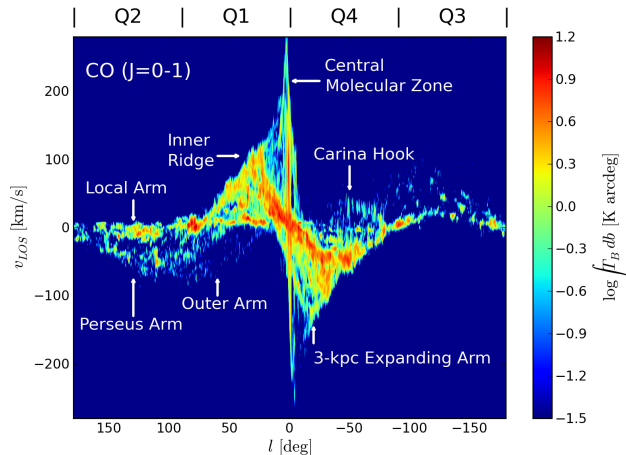 | Q2 | Q1 | Q4 | Q3 |
CO (J=0-1)
Central
Molecular Zone
Inner
Ridge
Carina Hook
Local Arm
Outer Arm
Perseus Arm
3-kpc Expanding Arm
200
100
0
−100
−200
v_LOS [km/s]
150 100 50 0 −50 −100 −150
l [deg]
1.2
0.9
0.6
0.3
0.0
−0.3
−0.6
−0.9
−1.2
−1.5
log ∫T_B db [K arcdeg]